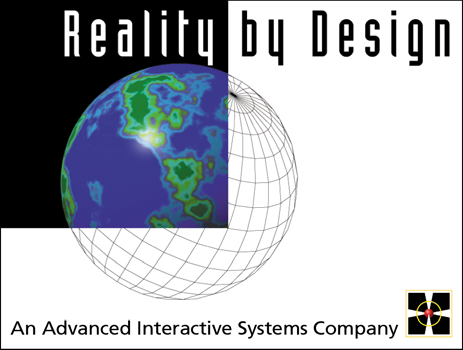 Reality by Design
An Advanced Interactive Systems Company